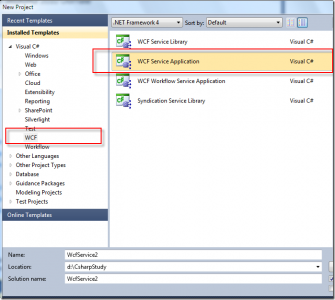 New Project
Recent Templates
.NET Framework 4
Sort by: Default
Installed Templates
Visual C#
Windows
Web
Office
Cloud
Extensibility
Reporting
SharePoint
Silverlight
Test
WCF
Workflow
Other Languages
Other Project Types
Database
Guidance Packages
Modeling Projects
Test Projects
Online Templates
WCF Service Library Visual C#
WCF Service Application Visual C#
WCF Workflow Service Application Visual C#
Syndication Service Library Visual C#
Name: WcfService2
Location: d:\CsharpStudy
Solution name WcfService2